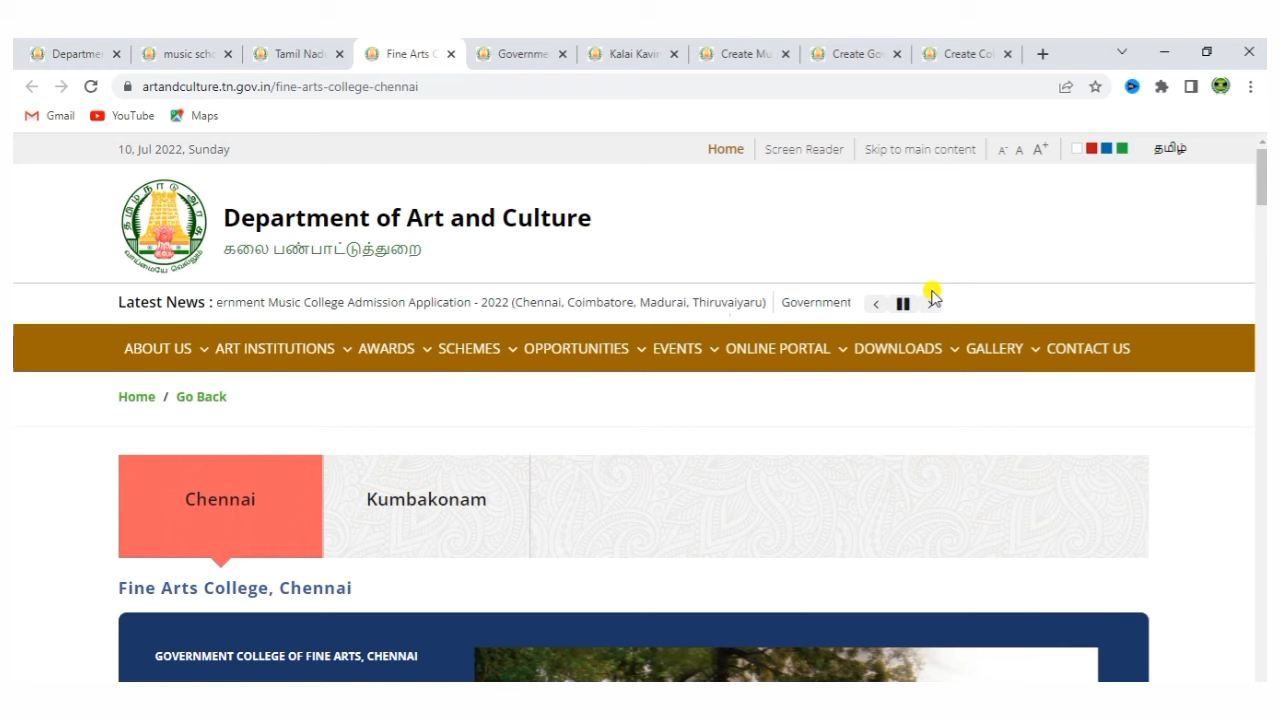 Departme
music scho
Tamil Nad
Fine Arts C
Governme
Kalai Kavin
Create Mu
Create Go
Create Co
artandculture.tn.gov.in/fine-arts-college-chennai
Gmail YouTube Maps
10, Jul 2022, Sunday
Home Screen Reader Skip to main content A- A A+ தமிழ்
தமிழ் நாடு அரசு
வாய்மையே வெல்லும்
Department of Art and Culture
கலை பண்பாட்டுத்துறை
Latest News : ernment Music College Admission Application - 2022 (Chennai, Coimbatore, Madurai, Thiruvaiyaru) Government
ABOUT US ART INSTITUTIONS AWARDS SCHEMES OPPORTUNITIES EVENTS ONLINE PORTAL DOWNLOADS GALLERY CONTACT US
Home / Go Back
Chennai Kumbakonam
Fine Arts College, Chennai
GOVERNMENT COLLEGE OF FINE ARTS, CHENNAI